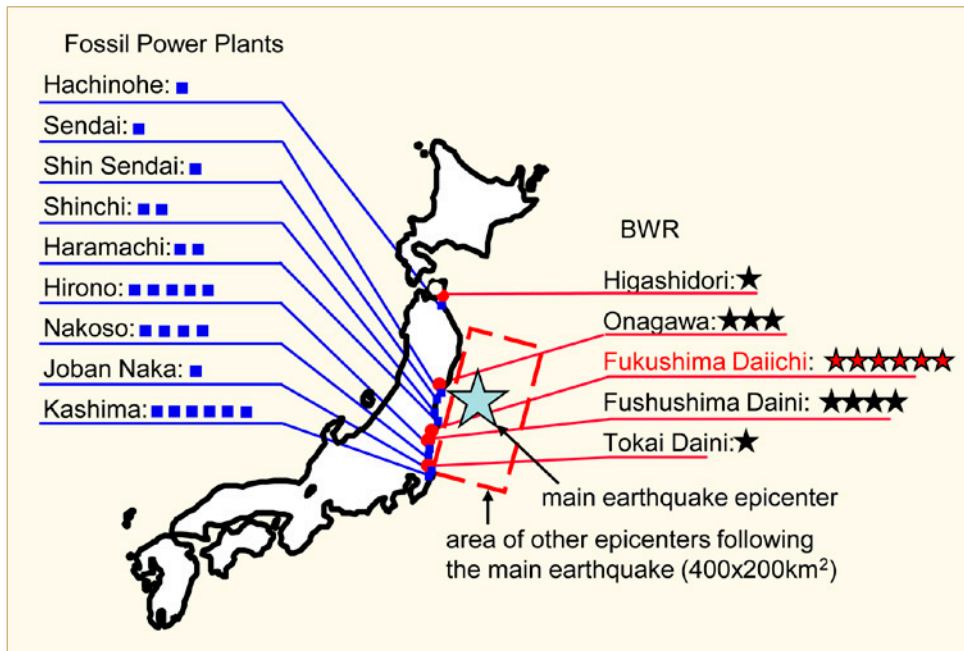 Fossil Power Plants
Hachinohe:
Sendai:
Shin Sendai:
Shinchi:
Haramachi:
Hirono:
Nakoso:
Joban Naka:
Kashima:
BWR
Higashidori:
Onagawa:
Fukushima Daiichi:
Fushushima Daini:
Tokai Daini:
main earthquake epicenter
area of other epicenters following
the main earthquake (400x200km²)